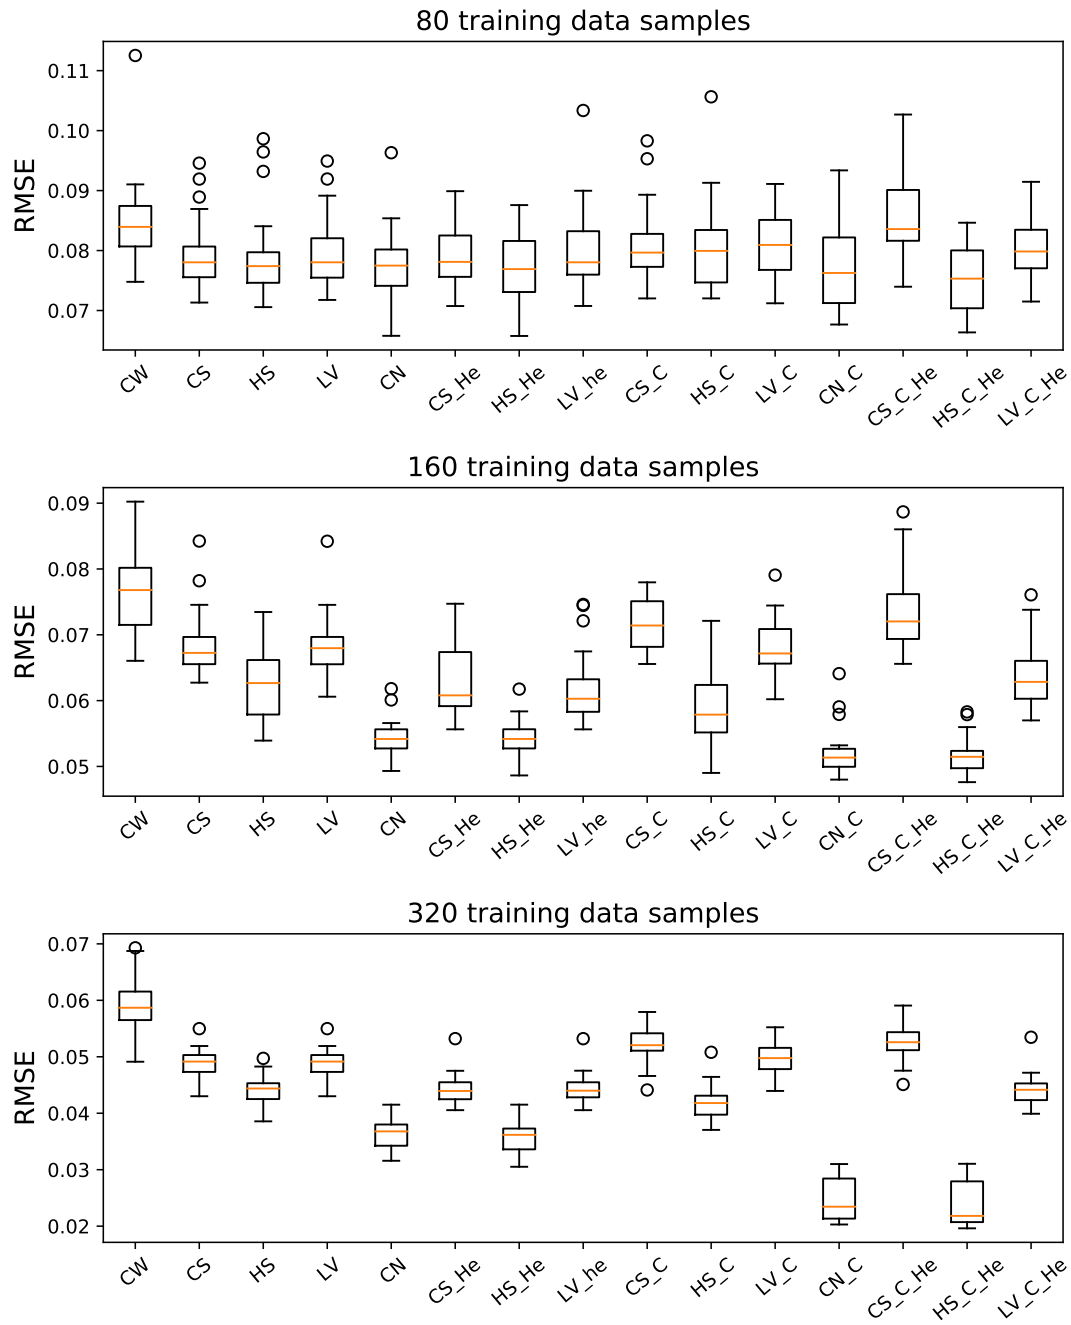 80 training data samples
RMSE
0.11
0.10
0.09
0.08
0.07
CW CS HS LV CN CS_He HS_He LV_he CS_C HS_C LV_C CN_C CS_C_He HS_C_He LV_C_He
160 training data samples
RMSE
0.09
0.08
0.07
0.06
0.05
CW CS HS LV CN CS_He HS_He LV_he CS_C HS_C LV_C CN_C CS_C_He HS_C_He LV_C_He
320 training data samples
RMSE
0.07
0.06
0.05
0.04
0.03
0.02
CW CS HS LV CN CS_He HS_He LV_he CS_C HS_C LV_C CN_C CS_C_He HS_C_He LV_C_He